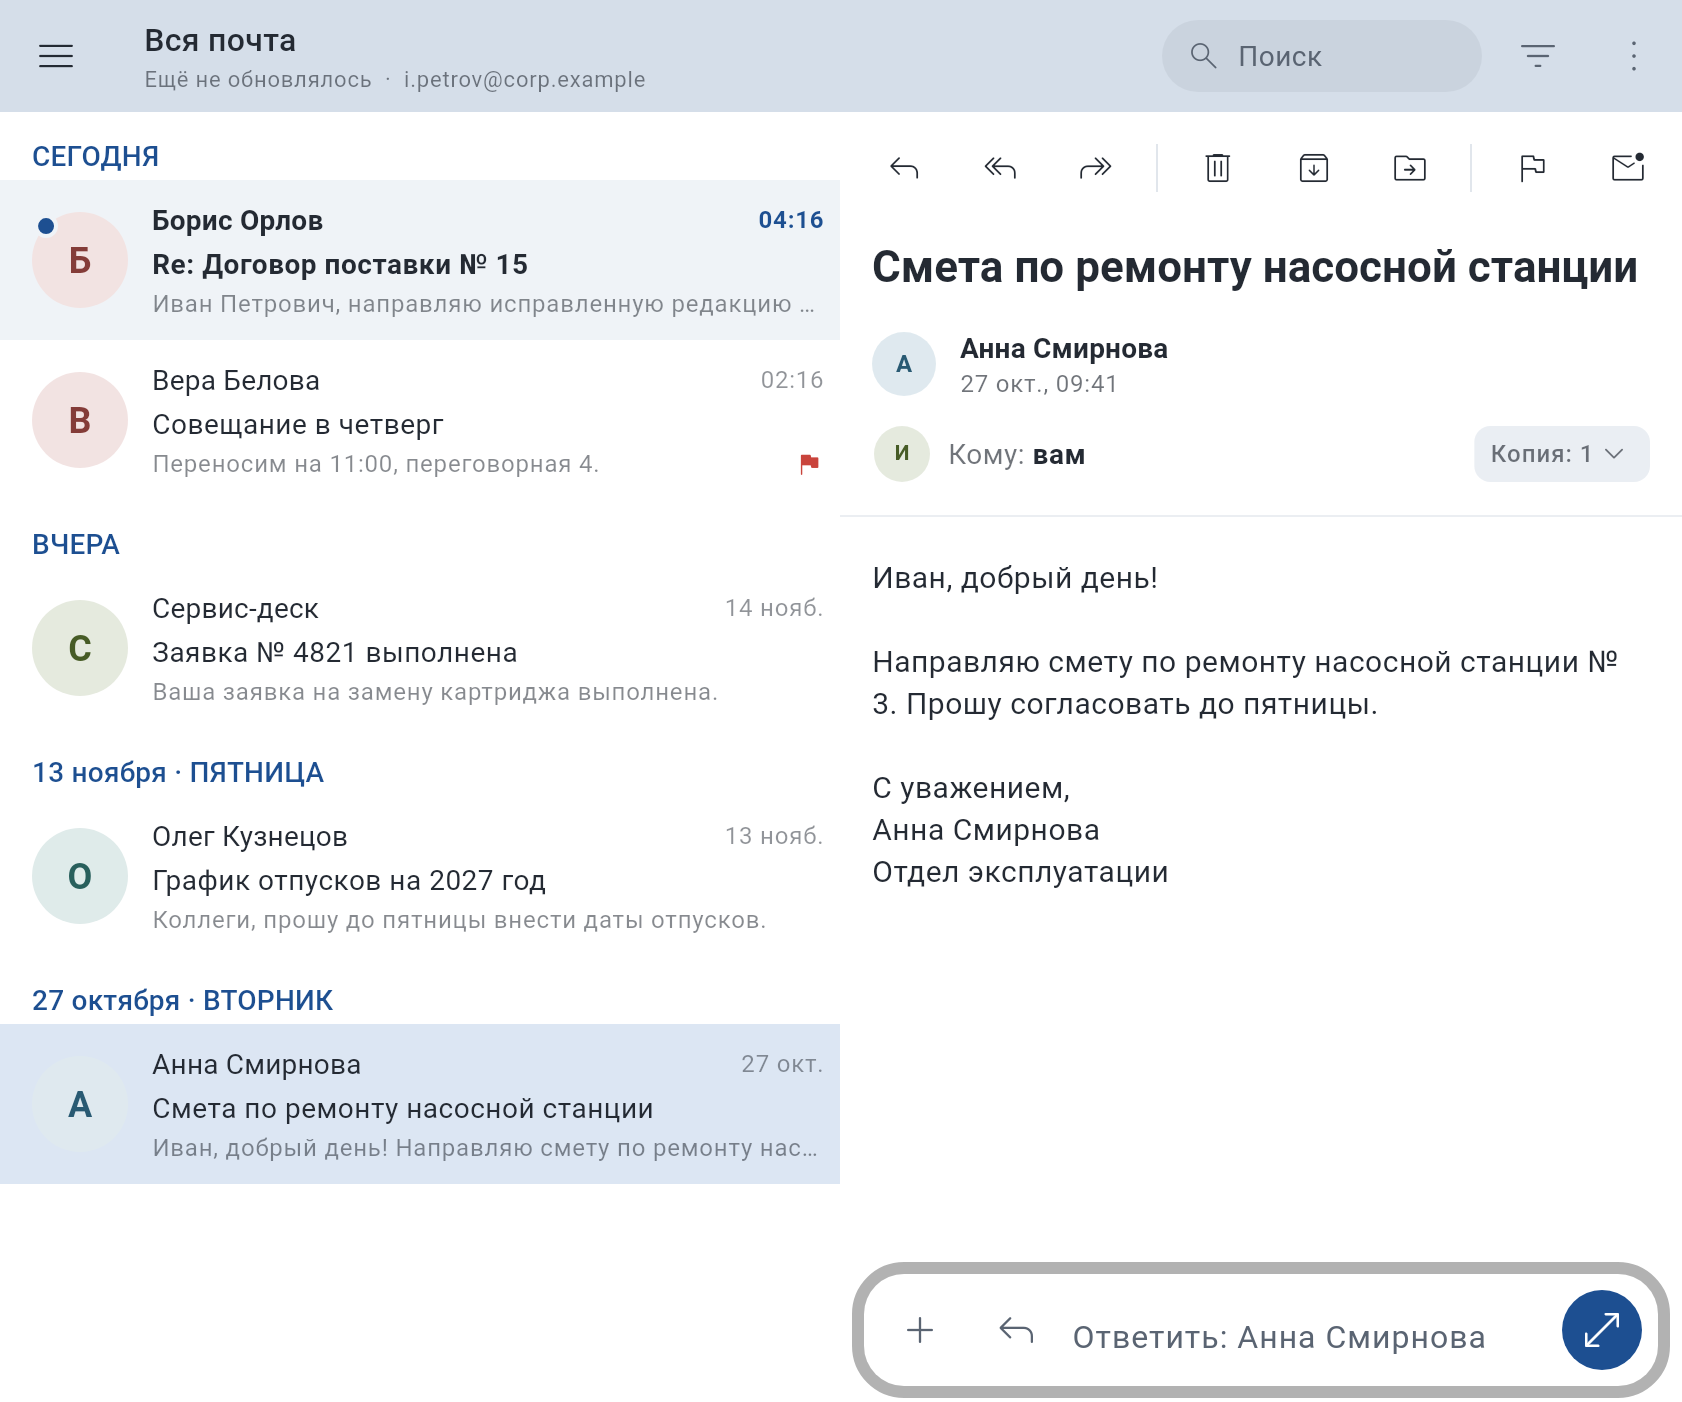 Вся почта
Ещё не обновлялось · i.petrov@corp.example
Поиск
СЕГОДНЯ
Б
Борис Орлов
04:16
Re: Договор поставки № 15
Иван Петрович, направляю исправленную редакцию ...
В
Вера Белова
02:16
Совещание в четверг
Переносим на 11:00, переговорная 4.
ВЧЕРА
С
Сервис-деск
14 нояб.
Заявка № 4821 выполнена
Ваша заявка на замену картриджа выполнена.
13 ноября · ПЯТНИЦА
О
Олег Кузнецов
13 нояб.
График отпусков на 2027 год
Коллеги, прошу до пятницы внести даты отпусков.
27 октября · ВТОРНИК
А
Анна Смирнова
27 окт.
Смета по ремонту насосной станции
Иван, добрый день! Направляю смету по ремонту нас...
Смета по ремонту насосной станции
А
Анна Смирнова
27 окт., 09:41
И
Кому: вам
Копия: 1
Иван, добрый день!
Направляю смету по ремонту насосной станции №
3. Прошу согласовать до пятницы.
С уважением,
Анна Смирнова
Отдел эксплуатации
Ответить: Анна Смирнова